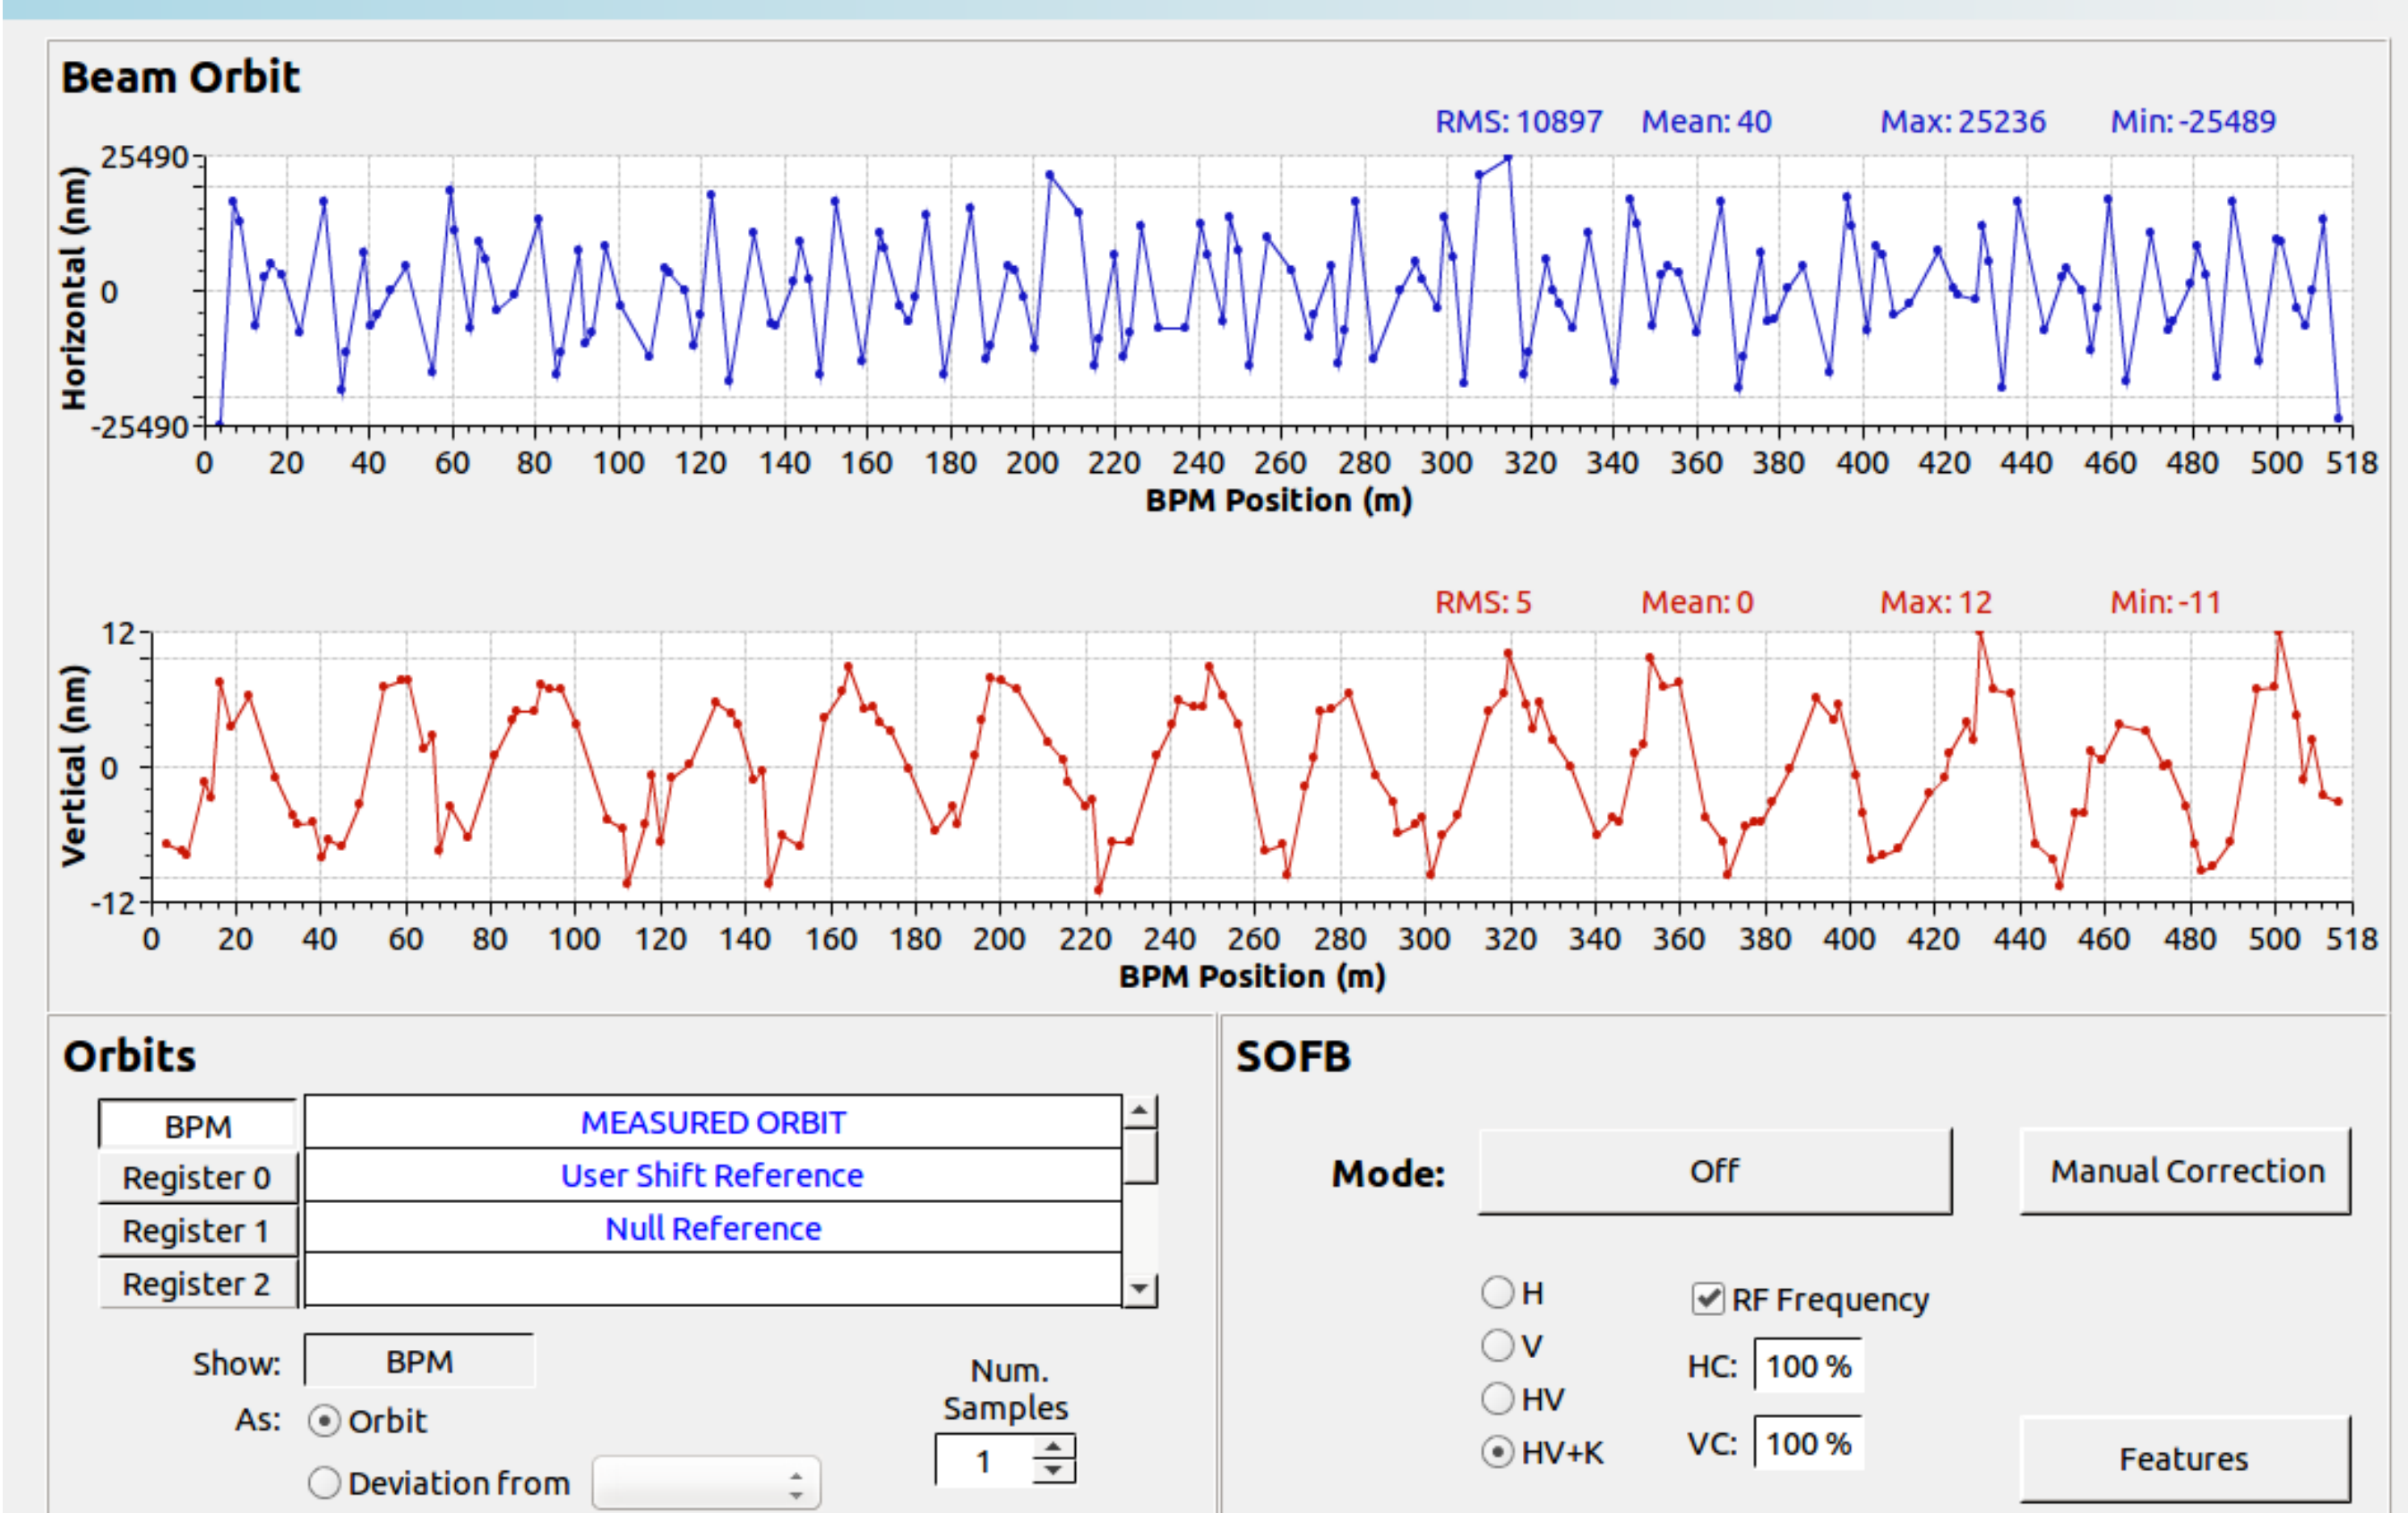 Beam Orbit
RMS: 10897 Mean: 40 Max: 25236 Min: -25489
Horizontal (nm)
25490
0
-25490
0 20 40 60 80 100 120 140 160 180 200 220 240 260 280 300 320 340 360 380 400 420 440 460 480 500 518
BPM Position (m)
RMS: 5 Mean: 0 Max: 12 Min: -11
Vertical (nm)
12
0
-12
0 20 40 60 80 100 120 140 160 180 200 220 240 260 280 300 320 340 360 380 400 420 440 460 480 500 518
BPM Position (m)
Orbits
BPM MEASURED ORBIT
Register 0 User Shift Reference
Register 1 Null Reference
Register 2
Show: BPM
As: Orbit
Deviation from
Num.
Samples
1
SOFB
Mode: Off Manual Correction
H RF Frequency
V HC: 100 %
HV
HV+K VC: 100 % Features